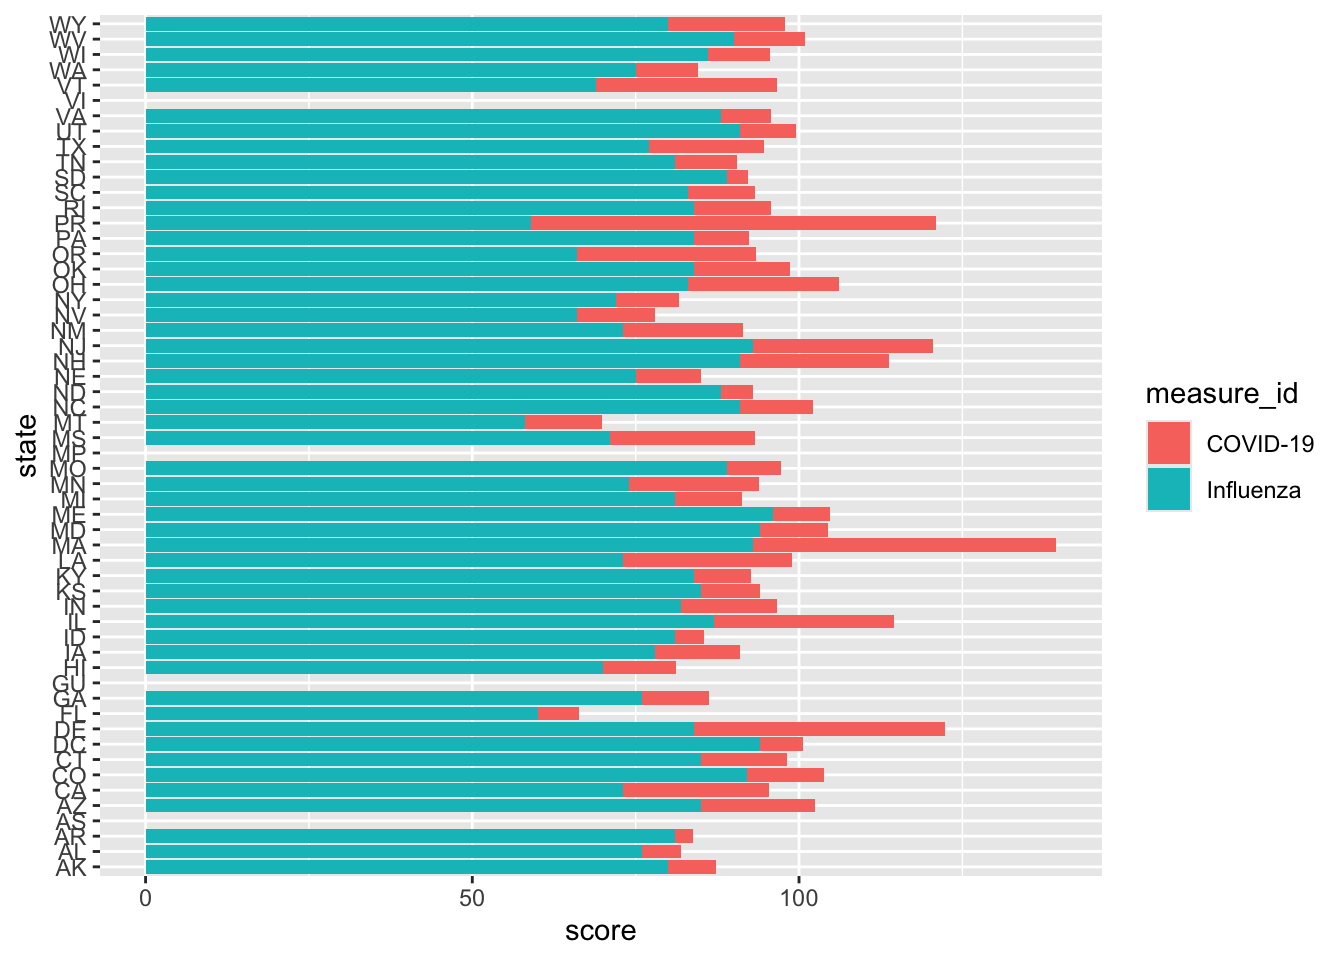 WY
WV
WI
WA
VT
VI
VA
UT
TX
TN
SD
SC
RI
PR
PA
OR
OK
OH
NY
NV
NM
NJ
NH
NE
ND
NC
MT
MS
MP
MO
MN
MI
ME
MD
MA
LA
KY
KS
IN
IL
ID
IA
HI
GU
GA
FL
DE
DC
CT
CO
CA
AZ
AS
AR
AL
AK
state
0 50 100
score
measure_id
COVID-19
Influenza